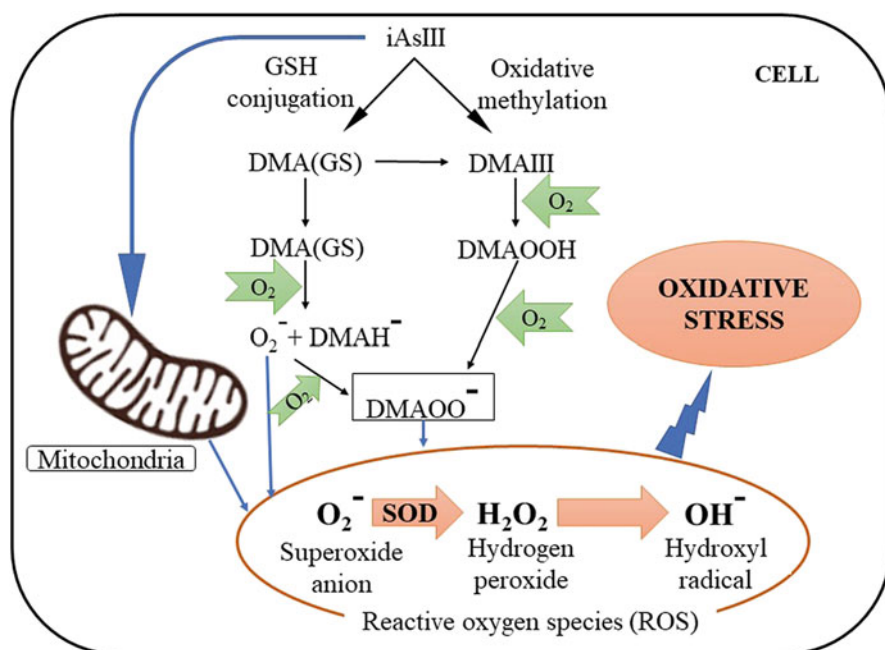 iAsIII
GSH
conjugation
Oxidative
methylation
CELL
DMA(GS)
DMAIII
O₂
DMA(GS)
DMAOOH
O₂
O₂
OXIDATIVE
STRESS
O₂⁻ + DMAH⁻
O₂
DMAOO⁻
Mitochondria
O₂⁻
SOD
H₂O₂
OH⁻
Superoxide
anion
Hydrogen
peroxide
Hydroxyl
radical
Reactive oxygen species (ROS)